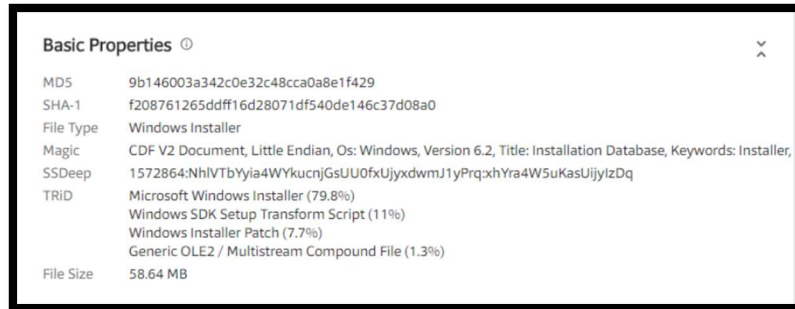 Basic Properties
MD5 9b146003a342c0e32c48cca0a8e1f429
SHA-1 f208761265ddff16d28071df540de146c37d08a0
File Type Windows Installer
Magic CDF V2 Document, Little Endian, Os: Windows, Version 6.2, Title: Installation Database, Keywords: Installer,
SSDeep 1572864:NhlVTbYyia4WYkucnjGsUU0fxUjyxdwmJ1yPrq:xhYra4W5uKasUijyIzDq
TRiD Microsoft Windows Installer (79.8%)
Windows SDK Setup Transform Script (11%)
Windows Installer Patch (7.7%)
Generic OLE2 / Multistream Compound File (1.3%)
File Size 58.64 MB